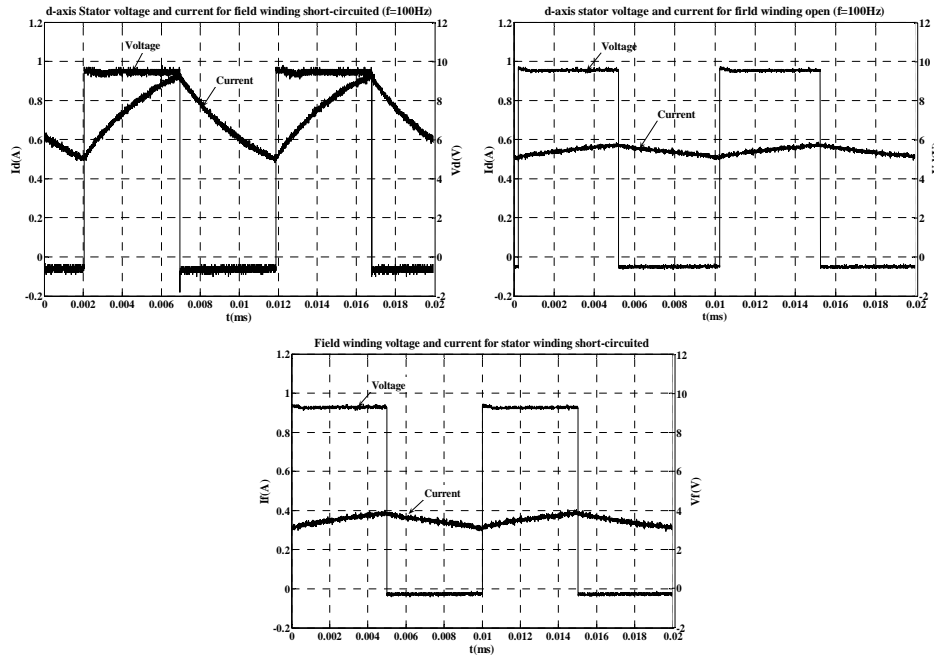 d-axis Stator voltage and current for field winding short-circuited (f=100Hz)
1.2
1
0.8
0.6
0.4
0.2
0
-0.2
Id(A)
12
10
8
6
4
2
0
-2
Vd(V)
Voltage
Current
0 0.002 0.004 0.006 0.008 0.01 0.012 0.014 0.016 0.018 0.02
t(ms)
d-axis stator voltage and current for firld winding open (f=100Hz)
1.2
1
0.8
0.6
0.4
0.2
0
-0.2
Id(A)
12
10
8
6
4
2
0
-2
Voltage
Current
0.002 0.004 0.006 0.008 0.01 0.012 0.014 0.016 0.018 0.02
t(ms)
Field winding voltage and current for stator winding short-circuited
1.2
1
0.8
0.6
0.4
0.2
0
-0.2
If(A)
12
10
8
6
4
2
0
-2
Vf(V)
Voltage
Current
0 0.002 0.004 0.006 0.008 0.01 0.012 0.014 0.016 0.018 0.02
t(ms)